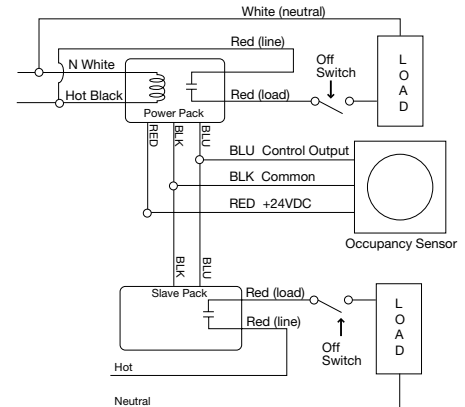 White (neutral)
Red (line)
N White
Hot Black
Power Pack
Red (load)
Off
Switch
L
O
A
D
RED
BLK
BLU
BLU Control Output
BLK Common
RED +24VDC
Occupancy Sensor
BLK
BLU
Slave Pack
Red (load)
Red (line)
Off
Switch
L
O
A
D
Hot
Neutral